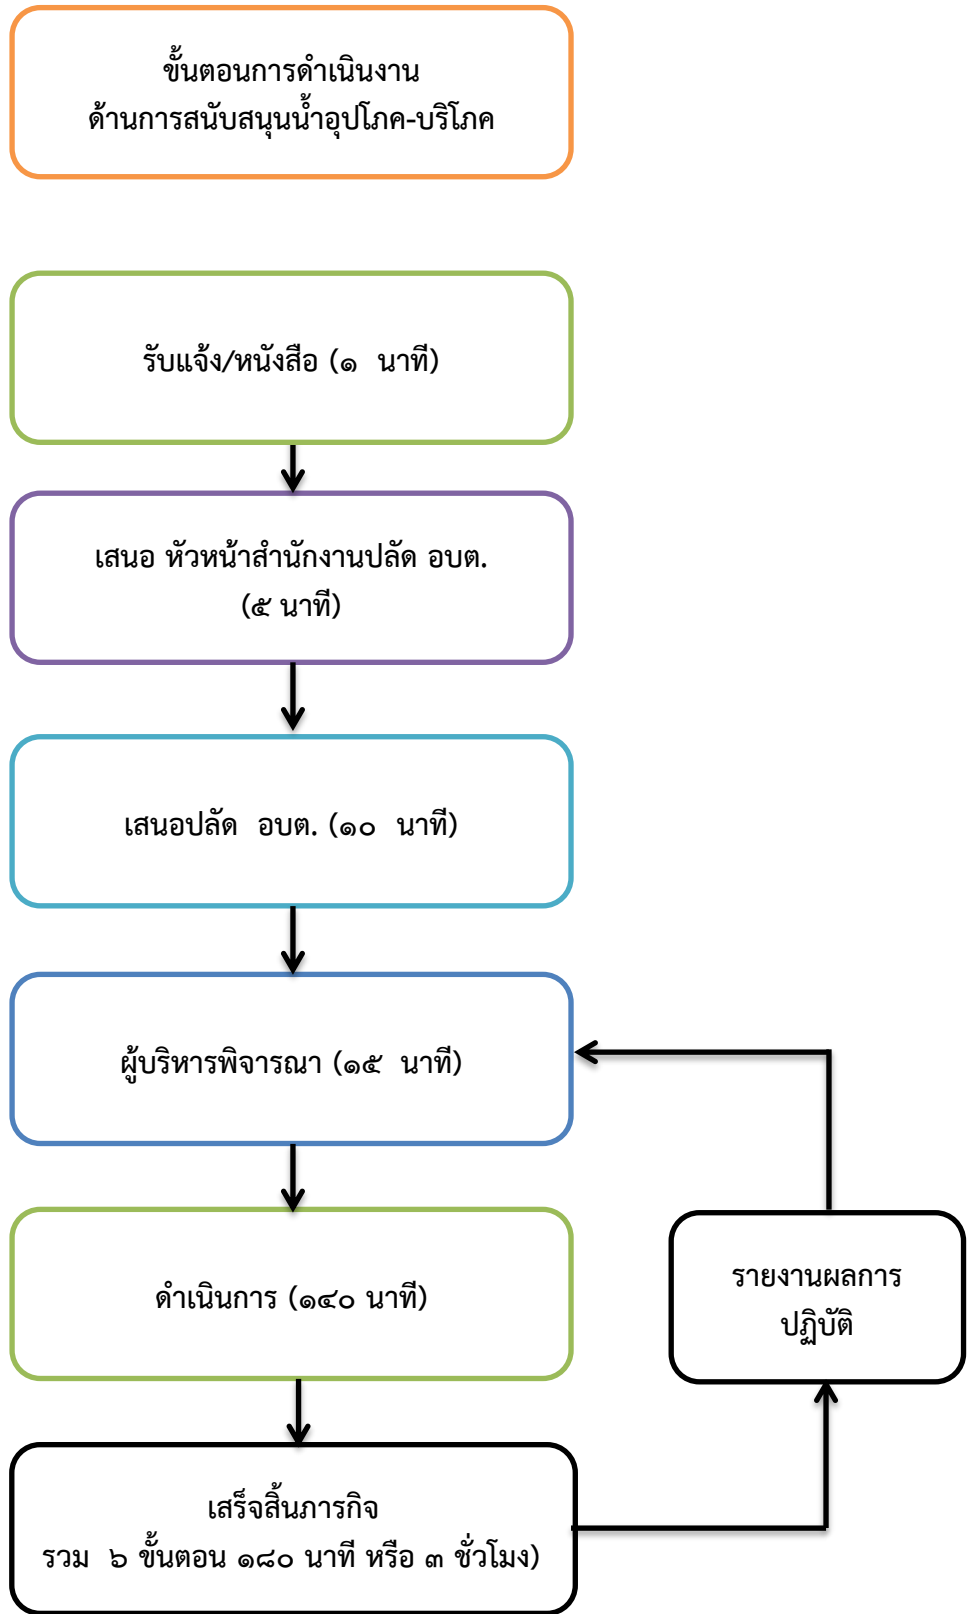 ขั้นตอนการดำเนินงาน
ด้านการสนับสนุนน้ำอุปโภค-บริโภค
รับแจ้ง/หนังสือ (๑ นาที)
เสนอ หัวหน้าสำนักงานปลัด อบต.
(๕ นาที)
เสนอปลัด อบต. (๑๐ นาที)
ผู้บริหารพิจารณา (๑๕ นาที)
ดำเนินการ (๑๔๐ นาที)
รายงานผลการ
ปฏิบัติ
เสร็จสิ้นภารกิจ
รวม ๖ ขั้นตอน ๑๘๐ นาที หรือ ๓ ชั่วโมง)